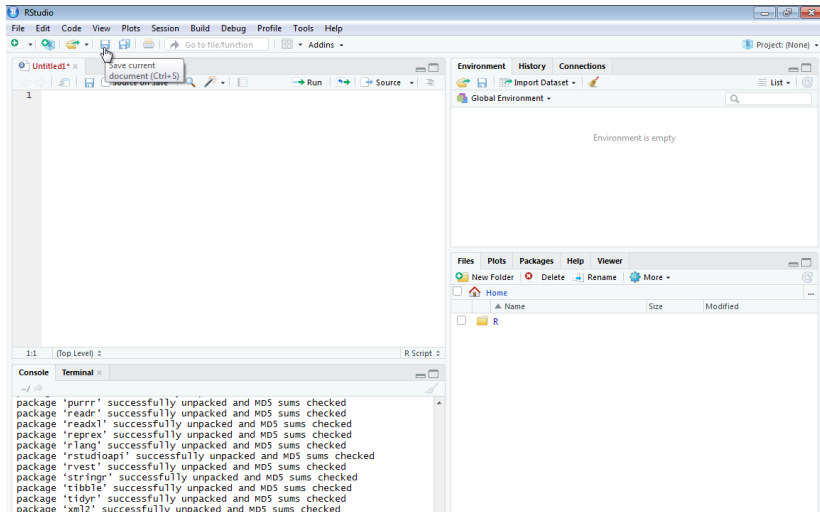 RStudio
File Edit Code View Plots Session Build Debug Profile Tools Help
Go to file/function Addins Project: (None)
Untitled1*
Save current
document (Ctrl+S)
Source on Save Run Source
1
1:1 (Top Level) R Script
Console Terminal
~/
package 'purrr' successfully unpacked and MD5 sums checked
package 'readr' successfully unpacked and MD5 sums checked
package 'readxl' successfully unpacked and MD5 sums checked
package 'reprex' successfully unpacked and MD5 sums checked
package 'rlang' successfully unpacked and MD5 sums checked
package 'rstudioapi' successfully unpacked and MD5 sums checked
package 'rvest' successfully unpacked and MD5 sums checked
package 'stringr' successfully unpacked and MD5 sums checked
package 'tibble' successfully unpacked and MD5 sums checked
package 'tidyr' successfully unpacked and MD5 sums checked
package 'xml2' successfully unpacked and MD5 sums checked
Environment History Connections
Import Dataset List
Global Environment
Environment is empty
Files Plots Packages Help Viewer
New Folder Delete Rename More
Home ...
Name Size Modified
R